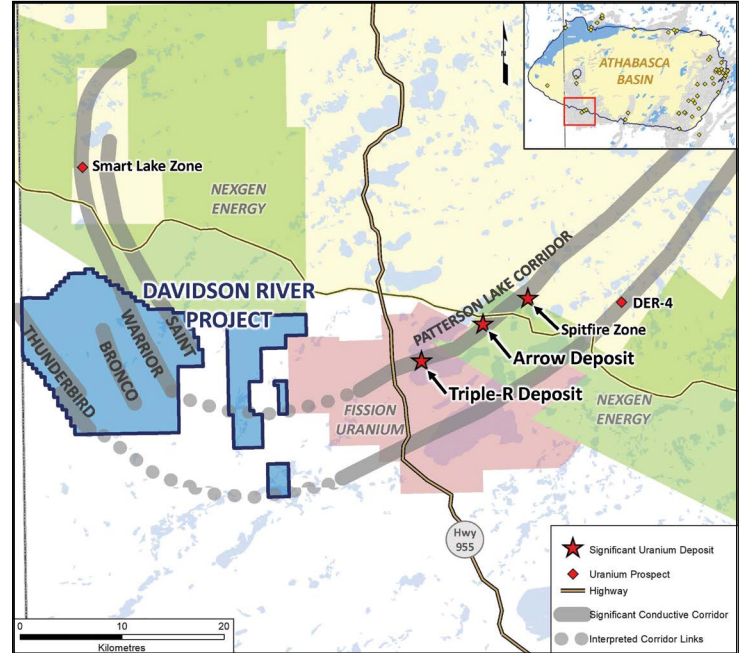 ATHABASCA
BASIN
N
Smart Lake Zone
NEXGEN
ENERGY
DAVIDSON RIVER
PROJECT
THUNDERBIRD
BRONCO
WARRIOR
SAINT
PATTERSON LAKE CORRIDOR
DER-4
Spitfire Zone
Arrow Deposit
Triple-R Deposit
FISSION
URANIUM
NEXGEN
ENERGY
Hwy
955
Significant Uranium Deposit
Uranium Prospect
Highway
Significant Conductive Corridor
Interpreted Corridor Links
0 10 20
Kilometres